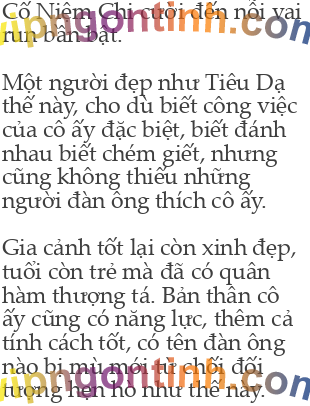 Cố Niệm Chi cười đến nỗi vai
run bần bật.
Một người đẹp như Tiêu Dạ
thế này, cho dù biết công việc
của cô ấy đặc biệt, biết đánh
nhau biết chém giết, nhưng
cũng không thiếu những
người đàn ông thích cô ấy.
Gia cảnh tốt lại còn xinh đẹp,
tuổi còn trẻ mà đã có quân
hàm thượng tá. Bản thân cô
ấy cũng có năng lực, thêm cả
tính cách tốt, có tên đàn ông
nào bị mù mới từ chối đối
tượng hẹn hò như thế này.
vipngontinh.com
vipngontinh.com